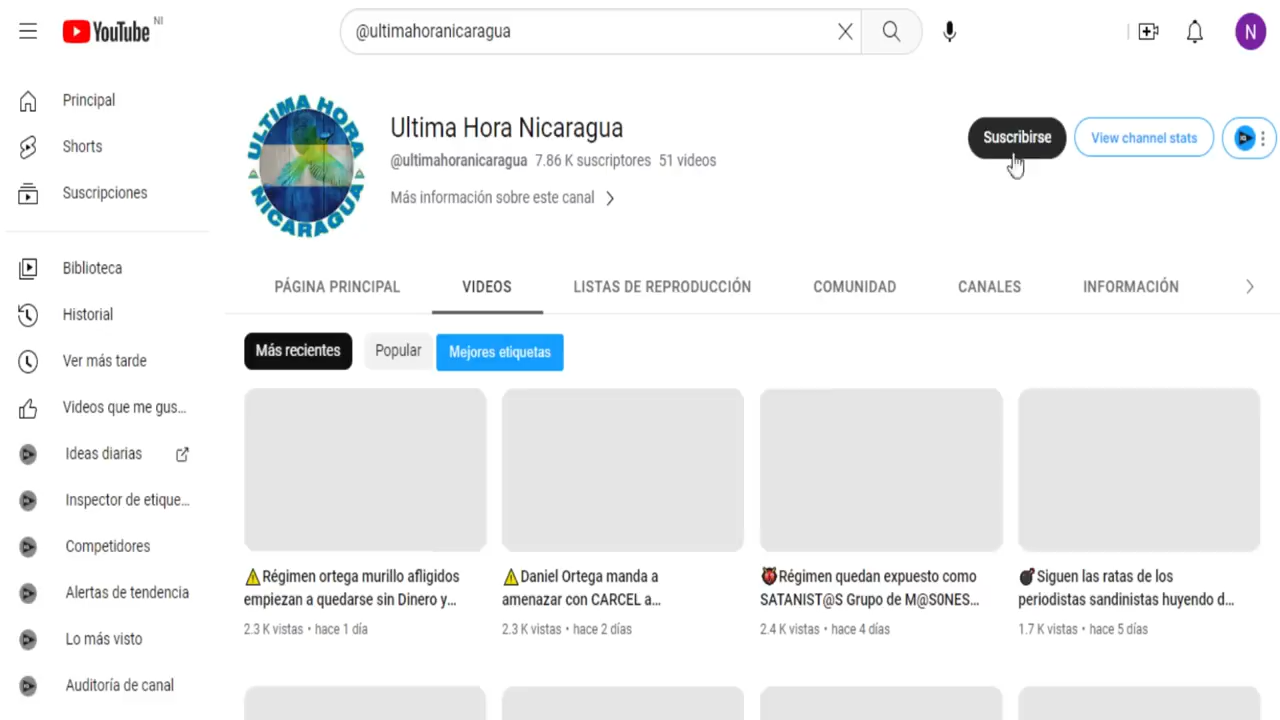 YouTube NI
@ultimahoranicaragua
N
Principal
Shorts
Suscripciones
Biblioteca
Historial
Ver más tarde
Videos que me gus...
Ideas diarias
Inspector de etique...
Competidores
Alertas de tendencia
Lo más visto
Auditoría de canal
ULTIMA HORA
NICARAGUA
Ultima Hora Nicaragua
@ultimahoranicaragua 7.86 K suscriptores 51 videos
Más información sobre este canal
Suscribirse
View channel stats
PÁGINA PRINCIPAL VIDEOS LISTAS DE REPRODUCCIÓN COMUNIDAD CANALES INFORMACIÓN
Más recientes Popular Mejores etiquetas
⚠Régimen ortega murillo afligidos
empiezan a quedarse sin Dinero y...
2.3 K vistas • hace 1 día
⚠Daniel Ortega manda a
amenazar con CARCEL a...
2.3 K vistas • hace 2 días
👹Régimen quedan expuesto como
SATANIST@S Grupo de M@S0NES...
2.4 K vistas • hace 4 días
💣Siguen las ratas de los
periodistas sandinistas huyendo d...
1.7 K vistas • hace 5 días